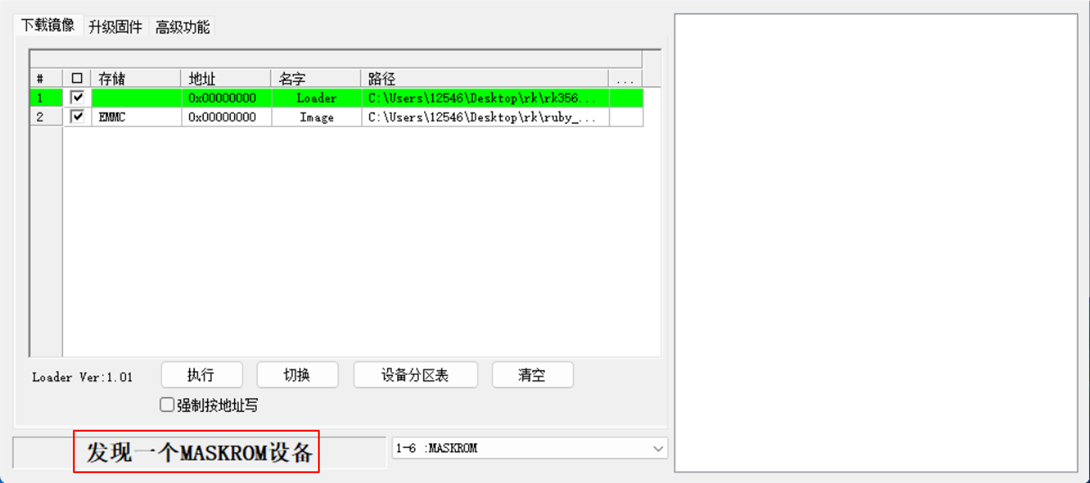 下载镜像 升级固件 高级功能
# 存储 地址 名字 路径 ...
1 0x00000000 Loader C:\Users\12546\Desktop\rk\rk356...
2 EMMC 0x00000000 Image C:\Users\12546\Desktop\rk\ruby_...
Loader Ver:1.01 执行 切换 设备分区表 清空
强制按地址写
发现一个MASKROM设备 1-6 :MASKROM